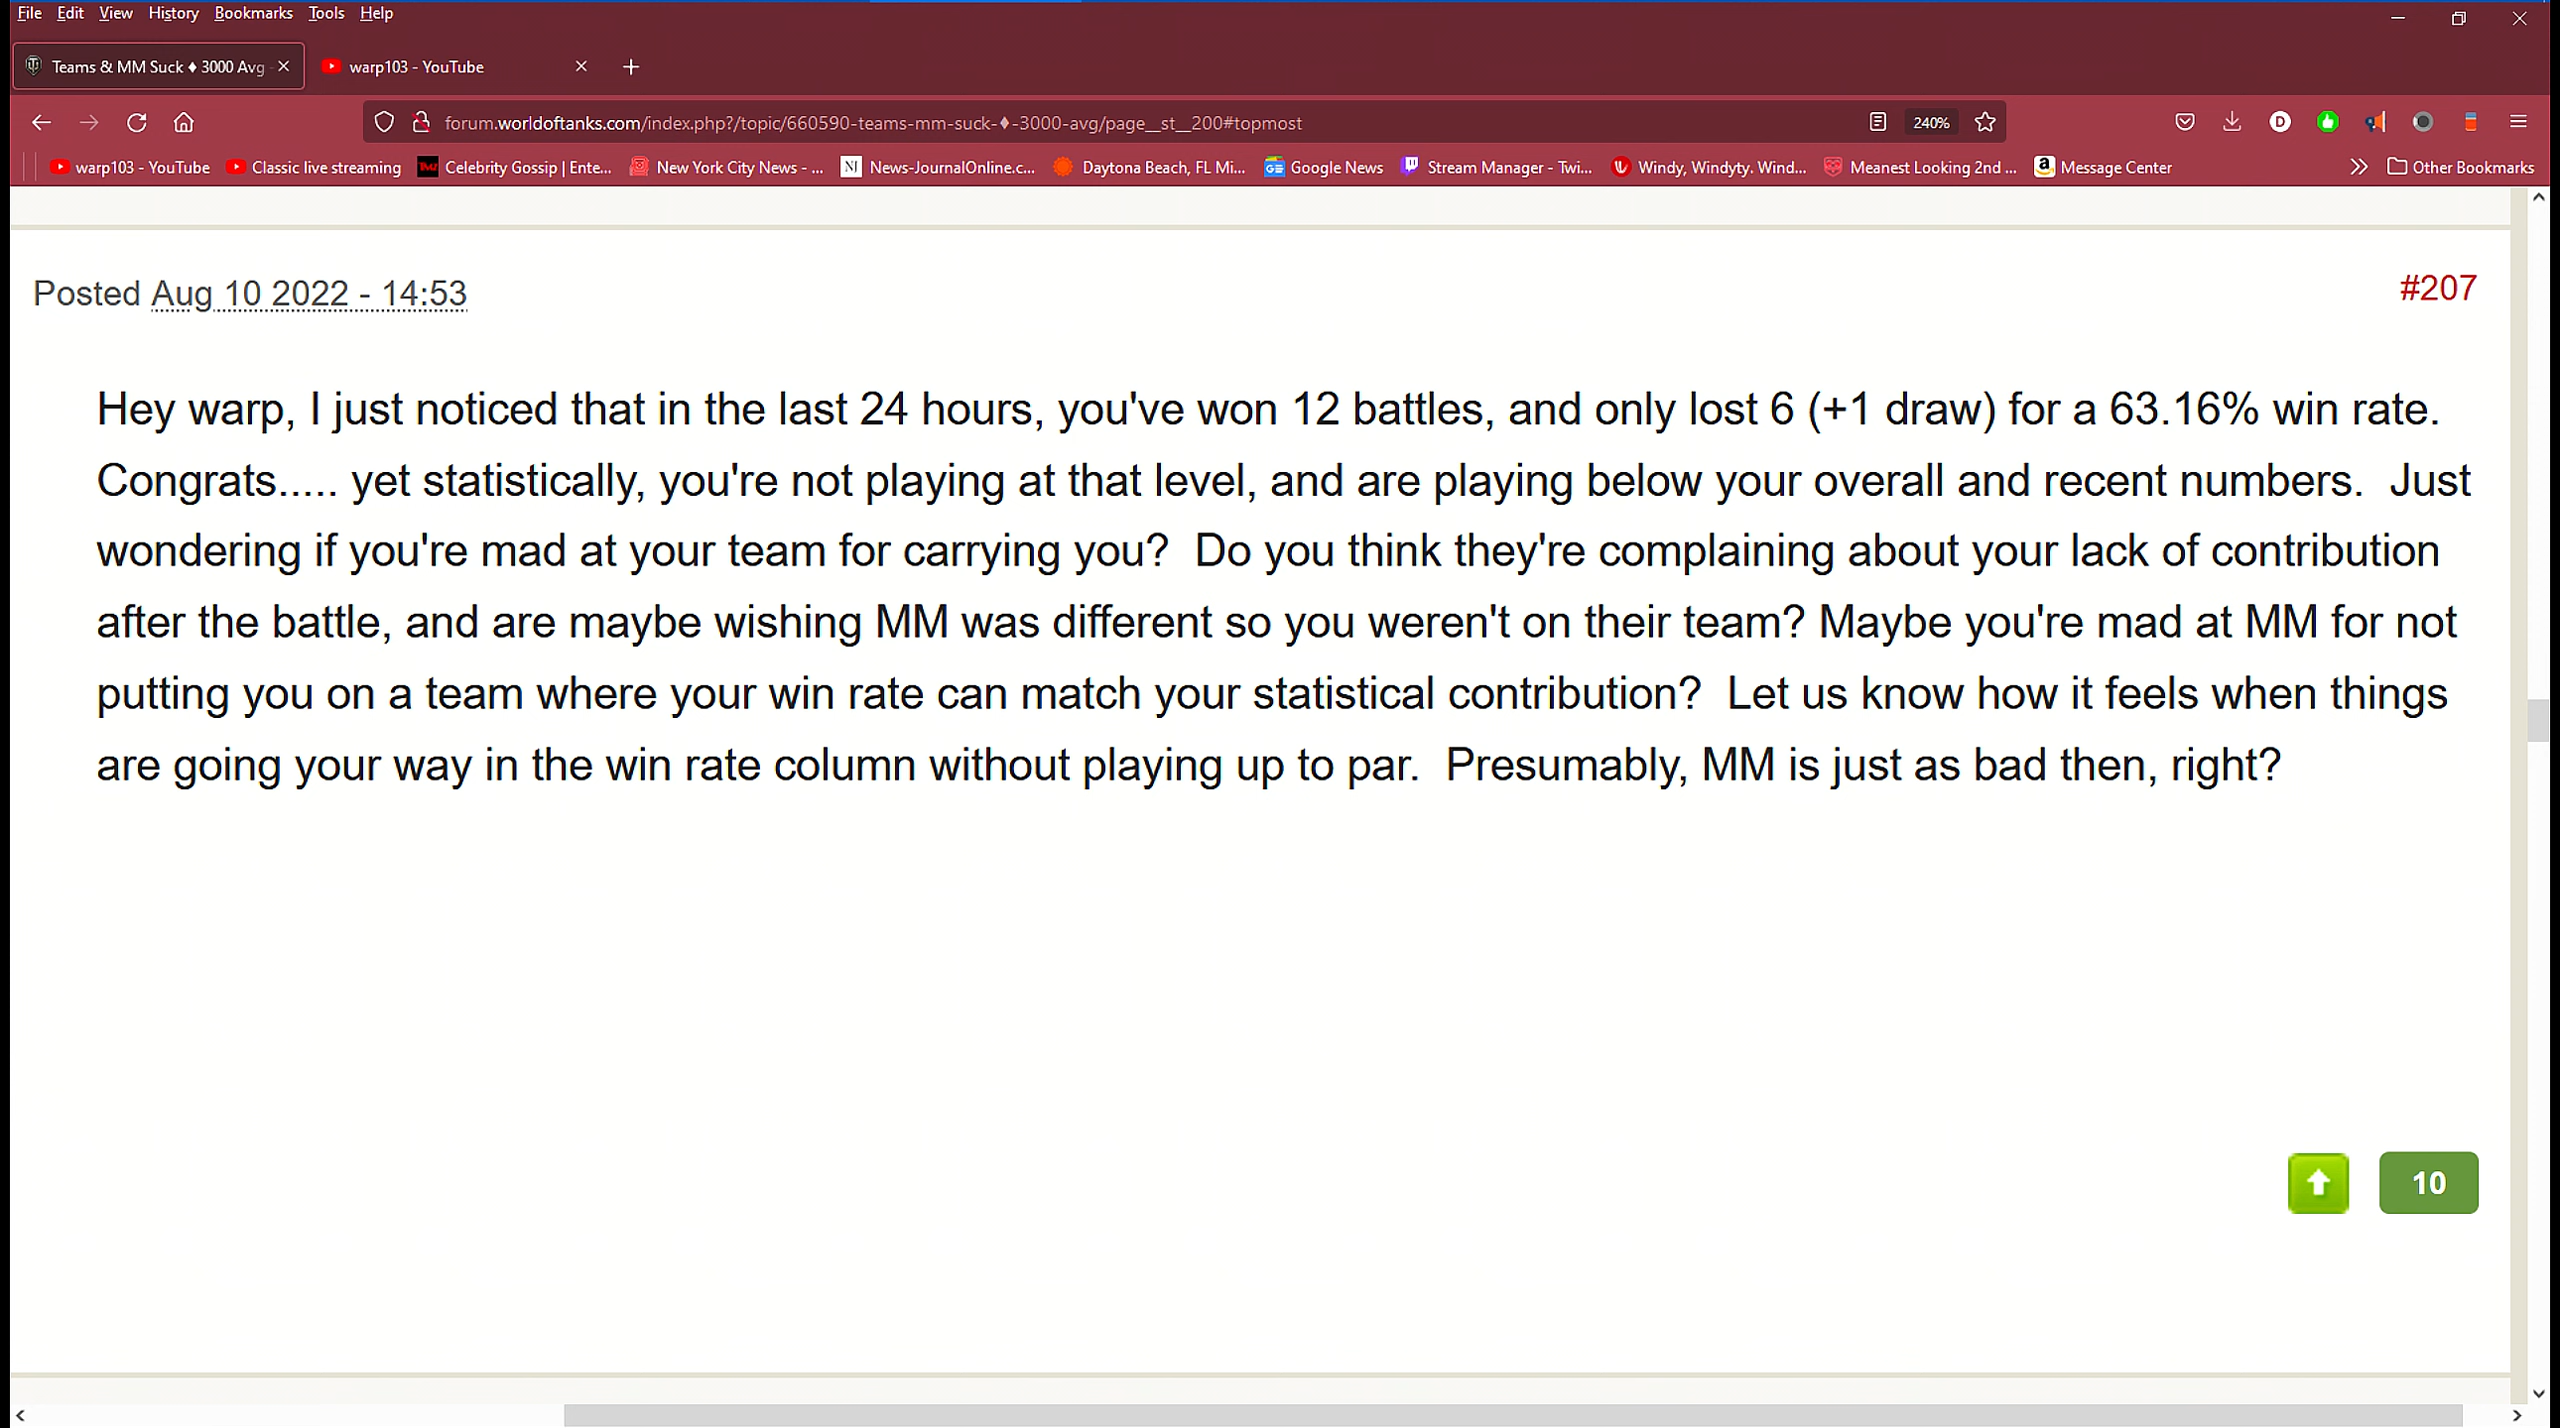 File Edit View History Bookmarks Tools Help
Teams & MM Suck ♦ 3000 Avg - warp103 - YouTube
forum.worldoftanks.com/index.php?/topic/660590-teams-mm-suck-♦-3000-avg/page__st__200#topmost 240%
warp103 - YouTube Classic live streaming Celebrity Gossip | Ente... New York City News - ... News-JournalOnline.c... Daytona Beach, FL Mi... Google News Stream Manager - Twi... Windy, Windyty. Wind... Meanest Looking 2nd ... Message Center Other Bookmarks
Posted Aug 10 2022 - 14:53 #207
Hey warp, I just noticed that in the last 24 hours, you've won 12 battles, and only lost 6 (+1 draw) for a 63.16% win rate.
Congrats..... yet statistically, you're not playing at that level, and are playing below your overall and recent numbers.  Just
wondering if you're mad at your team for carrying you?  Do you think they're complaining about your lack of contribution
after the battle, and are maybe wishing MM was different so you weren't on their team? Maybe you're mad at MM for not
putting you on a team where your win rate can match your statistical contribution?  Let us know how it feels when things
are going your way in the win rate column without playing up to par.  Presumably, MM is just as bad then, right?
10